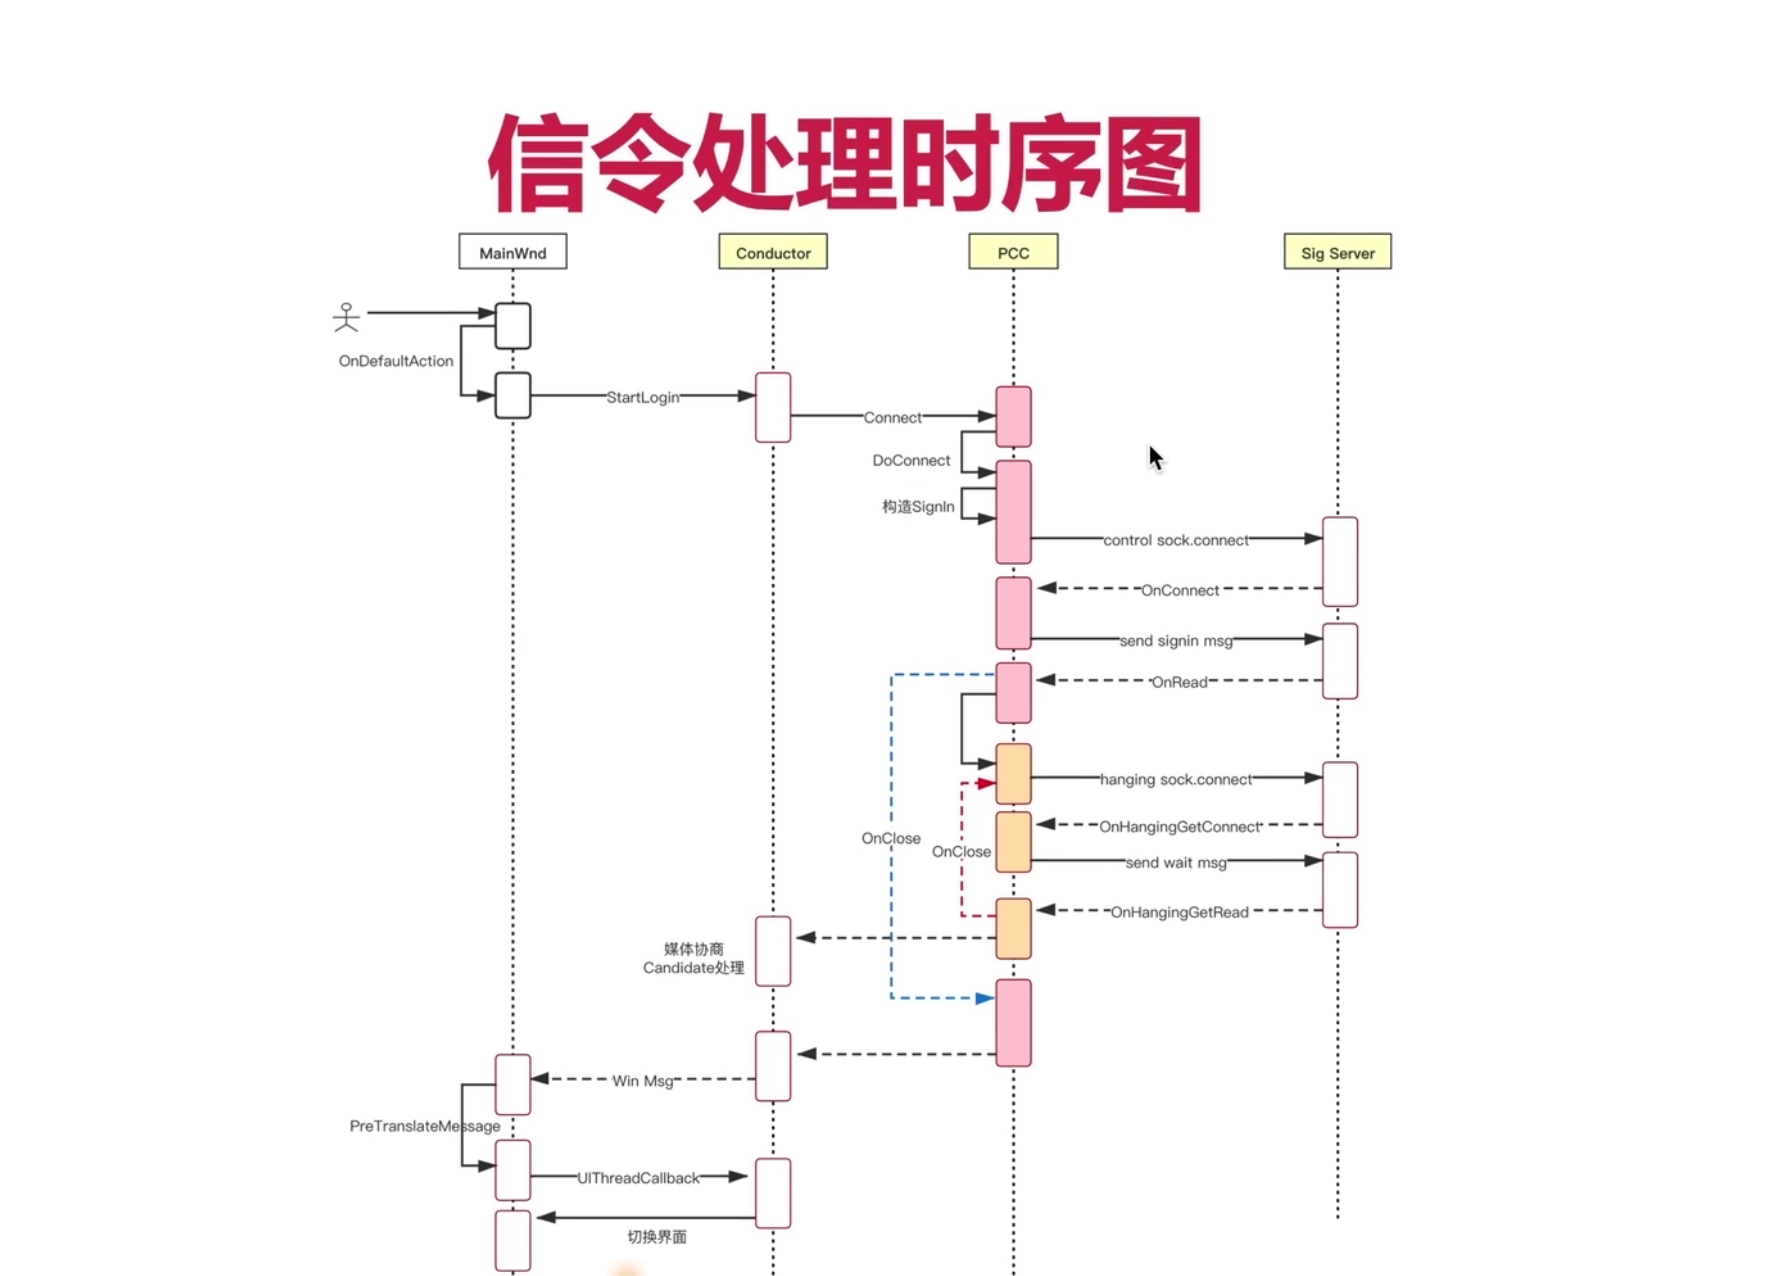 信令处理时序图
MainWnd
Conductor
PCC
Sig Server
OnDefaultAction
StartLogin
Connect
DoConnect
构造SignIn
control sock.connect
OnConnect
send signin msg
OnRead
hanging sock.connect
OnHangingGetConnect
OnClose
OnClose
send wait msg
OnHangingGetRead
媒体协商
Candidate处理
Win Msg
PreTranslateMessage
UIThreadCallback
切换界面